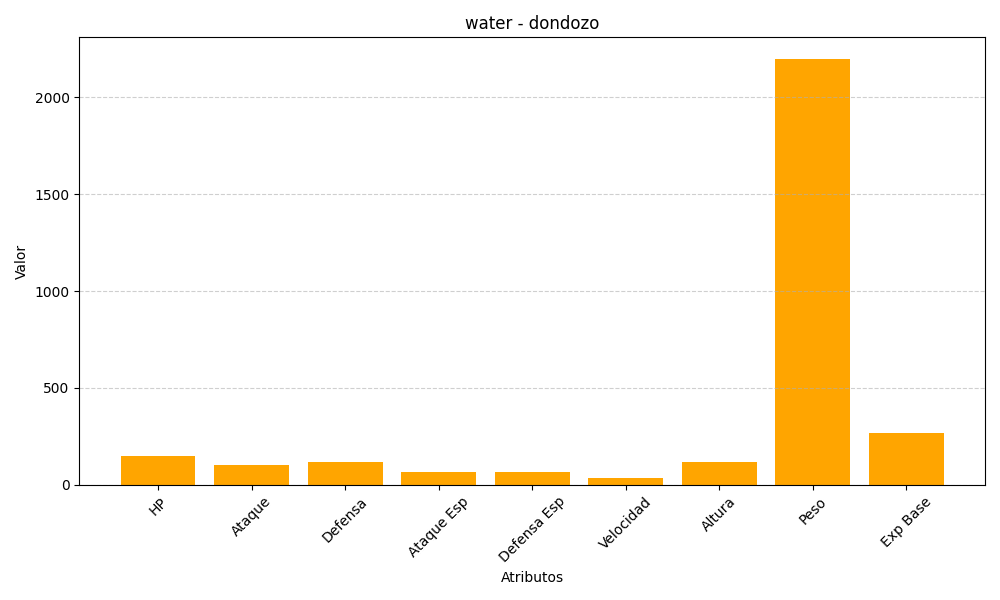 water - dondozo
Valor
2000
1500
1000
500
0
HP
Ataque
Defensa
Ataque Esp
Defensa Esp
Velocidad
Altura
Peso
Exp Base
Atributos